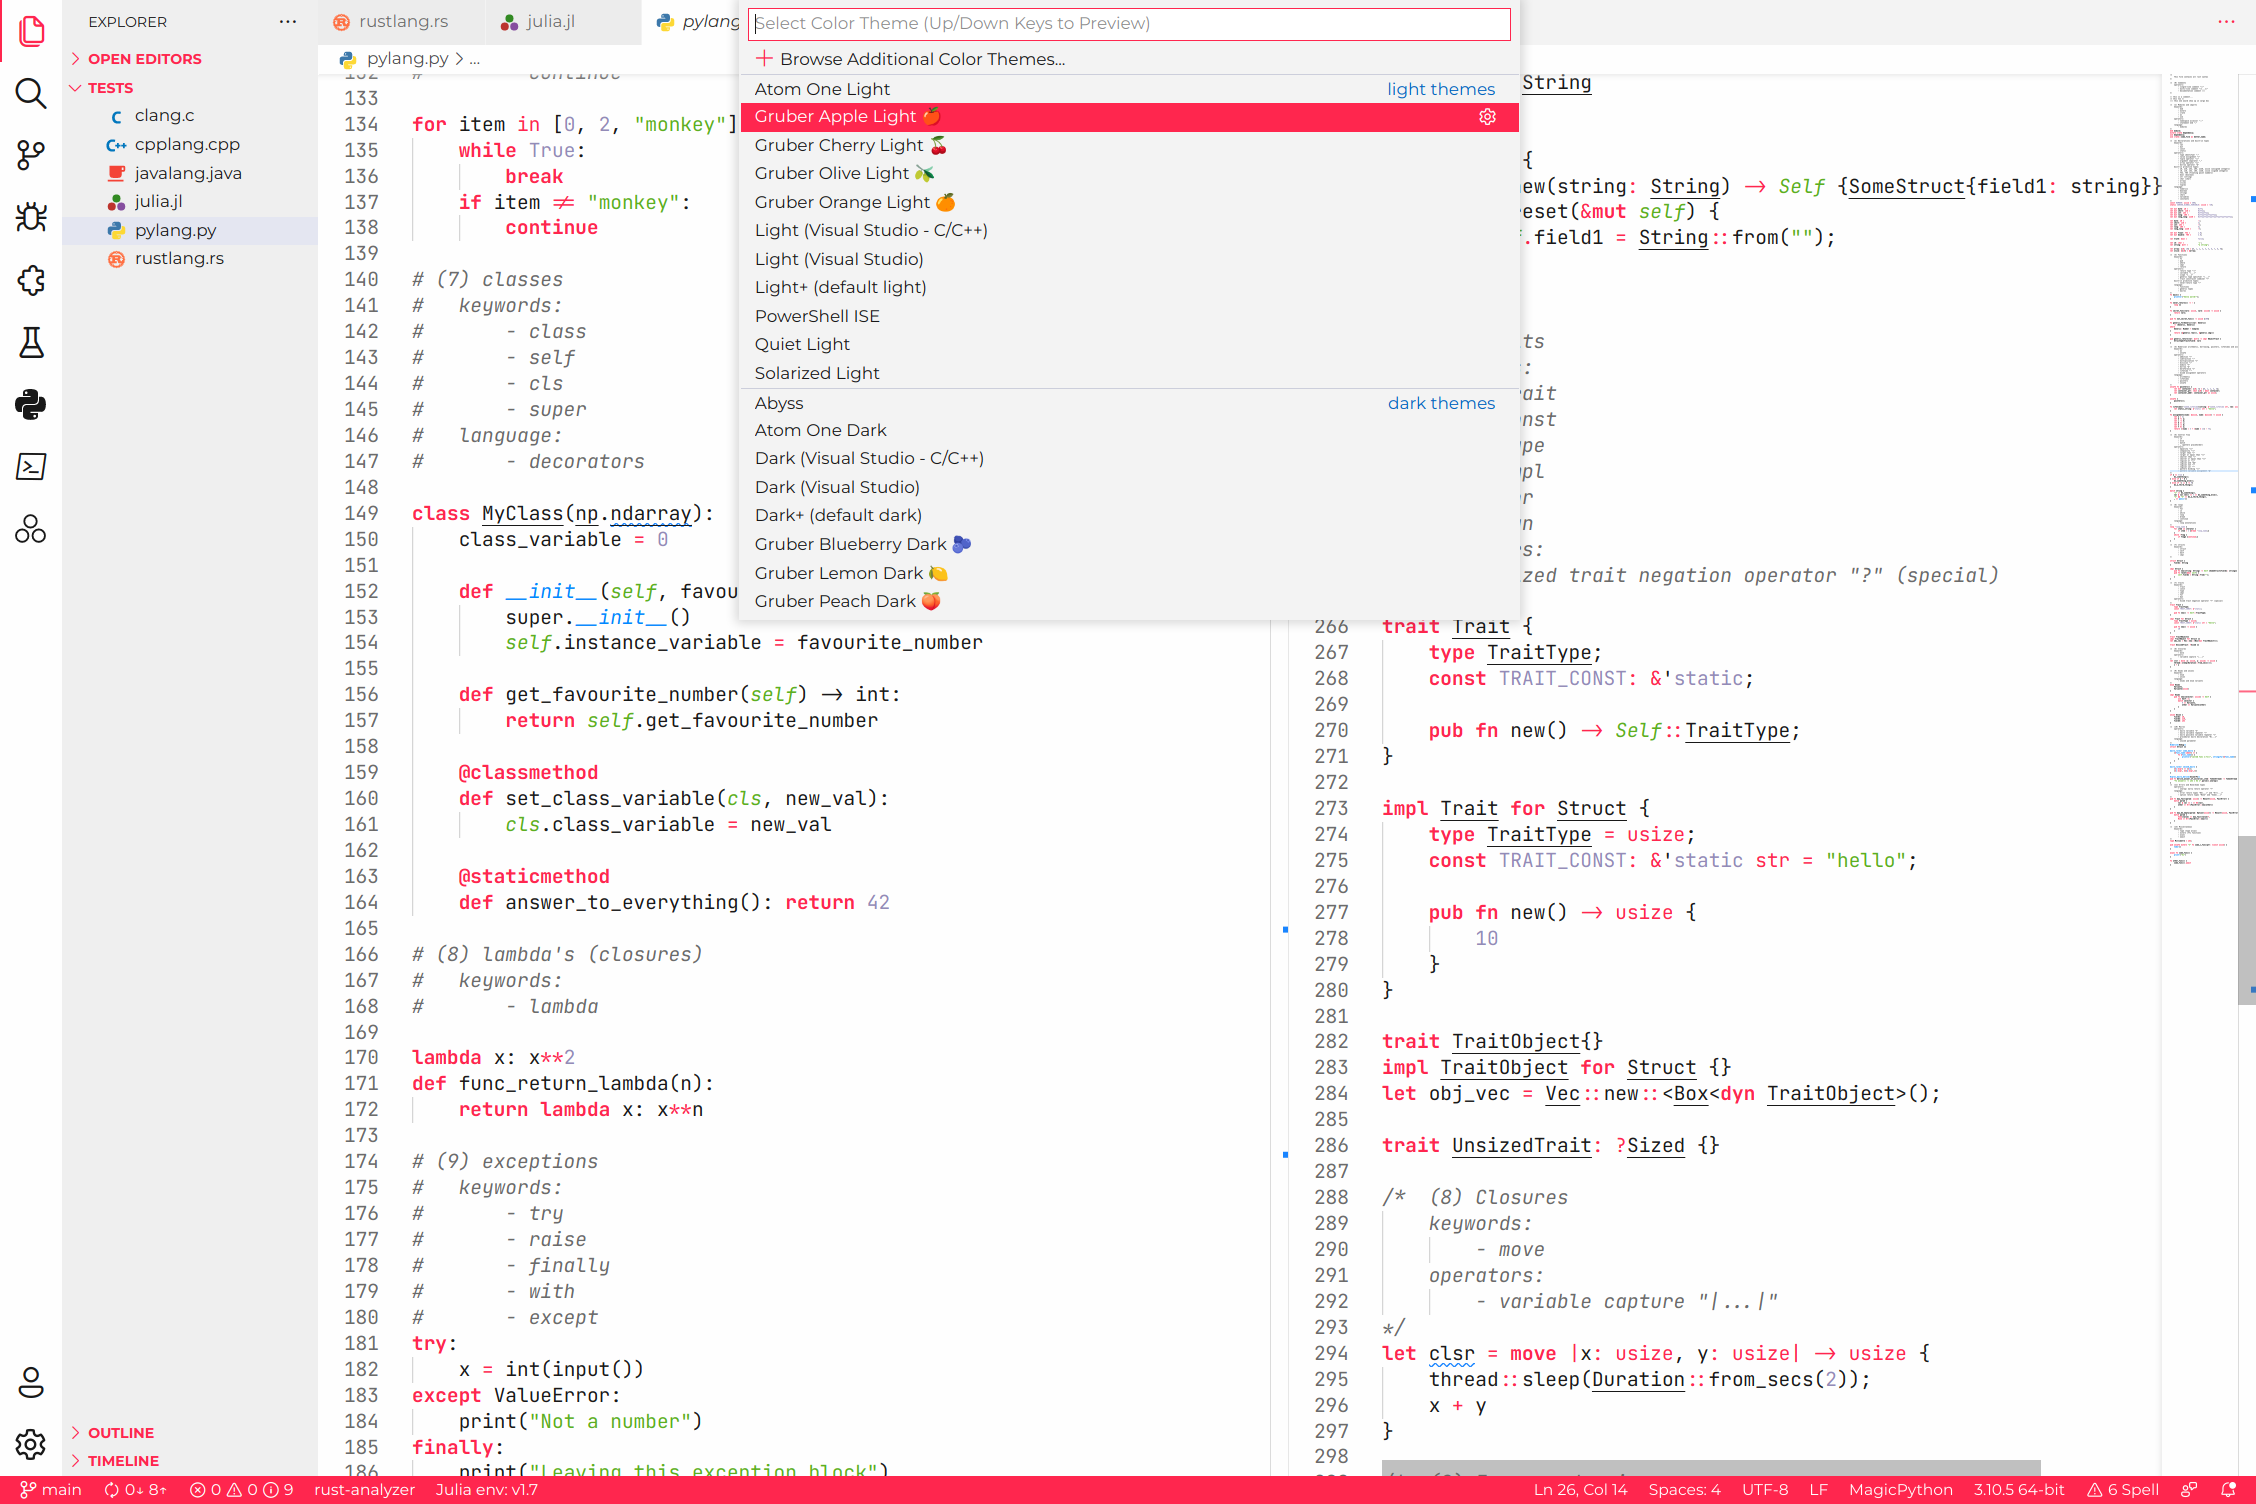 EXPLORER
OPEN EDITORS
TESTS
clang.c
cpplang.cpp
javalang.java
julia.jl
pylang.py
rustlang.rs
OUTLINE
TIMELINE
rustlang.rs
julia.jl
pylang
pylang.py > ...
Select Color Theme (Up/Down Keys to Preview)
+ Browse Additional Color Themes...
Atom One Light light themes
Gruber Apple Light 🍎
Gruber Cherry Light 🍒
Gruber Olive Light 🫒
Gruber Orange Light 🍊
Light (Visual Studio - C/C++)
Light (Visual Studio)
Light+ (default light)
PowerShell ISE
Quiet Light
Solarized Light
Abyss dark themes
Atom One Dark
Dark (Visual Studio - C/C++)
Dark (Visual Studio)
Dark+ (default dark)
Gruber Blueberry Dark 🫐
Gruber Lemon Dark 🍋
Gruber Peach Dark 🍑
132 # continue
133
134 for item in [0, 2, "monkey"]
135 while True:
136 break
137 if item ≠ "monkey":
138 continue
139
140 # (7) classes
141 # keywords:
142 # - class
143 # - self
144 # - cls
145 # - super
146 # language:
147 # - decorators
148
149 class MyClass(np.ndarray):
150 class_variable = 0
151
152 def __init__(self, favou
153 super.__init__()
154 self.instance_variable = favourite_number
155
156 def get_favourite_number(self) -> int:
157 return self.get_favourite_number
158
159 @classmethod
160 def set_class_variable(cls, new_val):
161 cls.class_variable = new_val
162
163 @staticmethod
164 def answer_to_everything(): return 42
165
166 # (8) lambda's (closures)
167 # keywords:
168 # - lambda
169
170 lambda x: x**2
171 def func_return_lambda(n):
172 return lambda x: x**n
173
174 # (9) exceptions
175 # keywords:
176 # - try
177 # - raise
178 # - finally
179 # - with
180 # - except
181 try:
182 x = int(input())
183 except ValueError:
184 print("Not a number")
185 finally:
186 print("Leaving this exception block")
String
{
ew(string: String) -> Self {SomeStruct{field1: string}}
eset(&mut self) {
.field1 = String::from("");
ts
:
ait
nst
pe
pl
r
n
s:
zed trait negation operator "?" (special)
266 trait Trait {
267 type TraitType;
268 const TRAIT_CONST: &'static;
269
270 pub fn new() -> Self::TraitType;
271 }
272
273 impl Trait for Struct {
274 type TraitType = usize;
275 const TRAIT_CONST: &'static str = "hello";
276
277 pub fn new() -> usize {
278 10
279 }
280 }
281
282 trait TraitObject{}
283 impl TraitObject for Struct {}
284 let obj_vec = Vec::new::<Box<dyn TraitObject>();
285
286 trait UnsizedTrait: ?Sized {}
287
288 /* (8) Closures
289 keywords:
290 - move
291 operators:
292 - variable capture "|...|"
293 */
294 let clsr = move |x: usize, y: usize| -> usize {
295 thread::sleep(Duration::from_secs(2));
296 x + y
297 }
298
main 0↓ 8↑ 0 0 9 rust-analyzer Julia env: v1.7 Ln 26, Col 14 Spaces: 4 UTF-8 LF MagicPython 3.10.5 64-bit 6 Spell